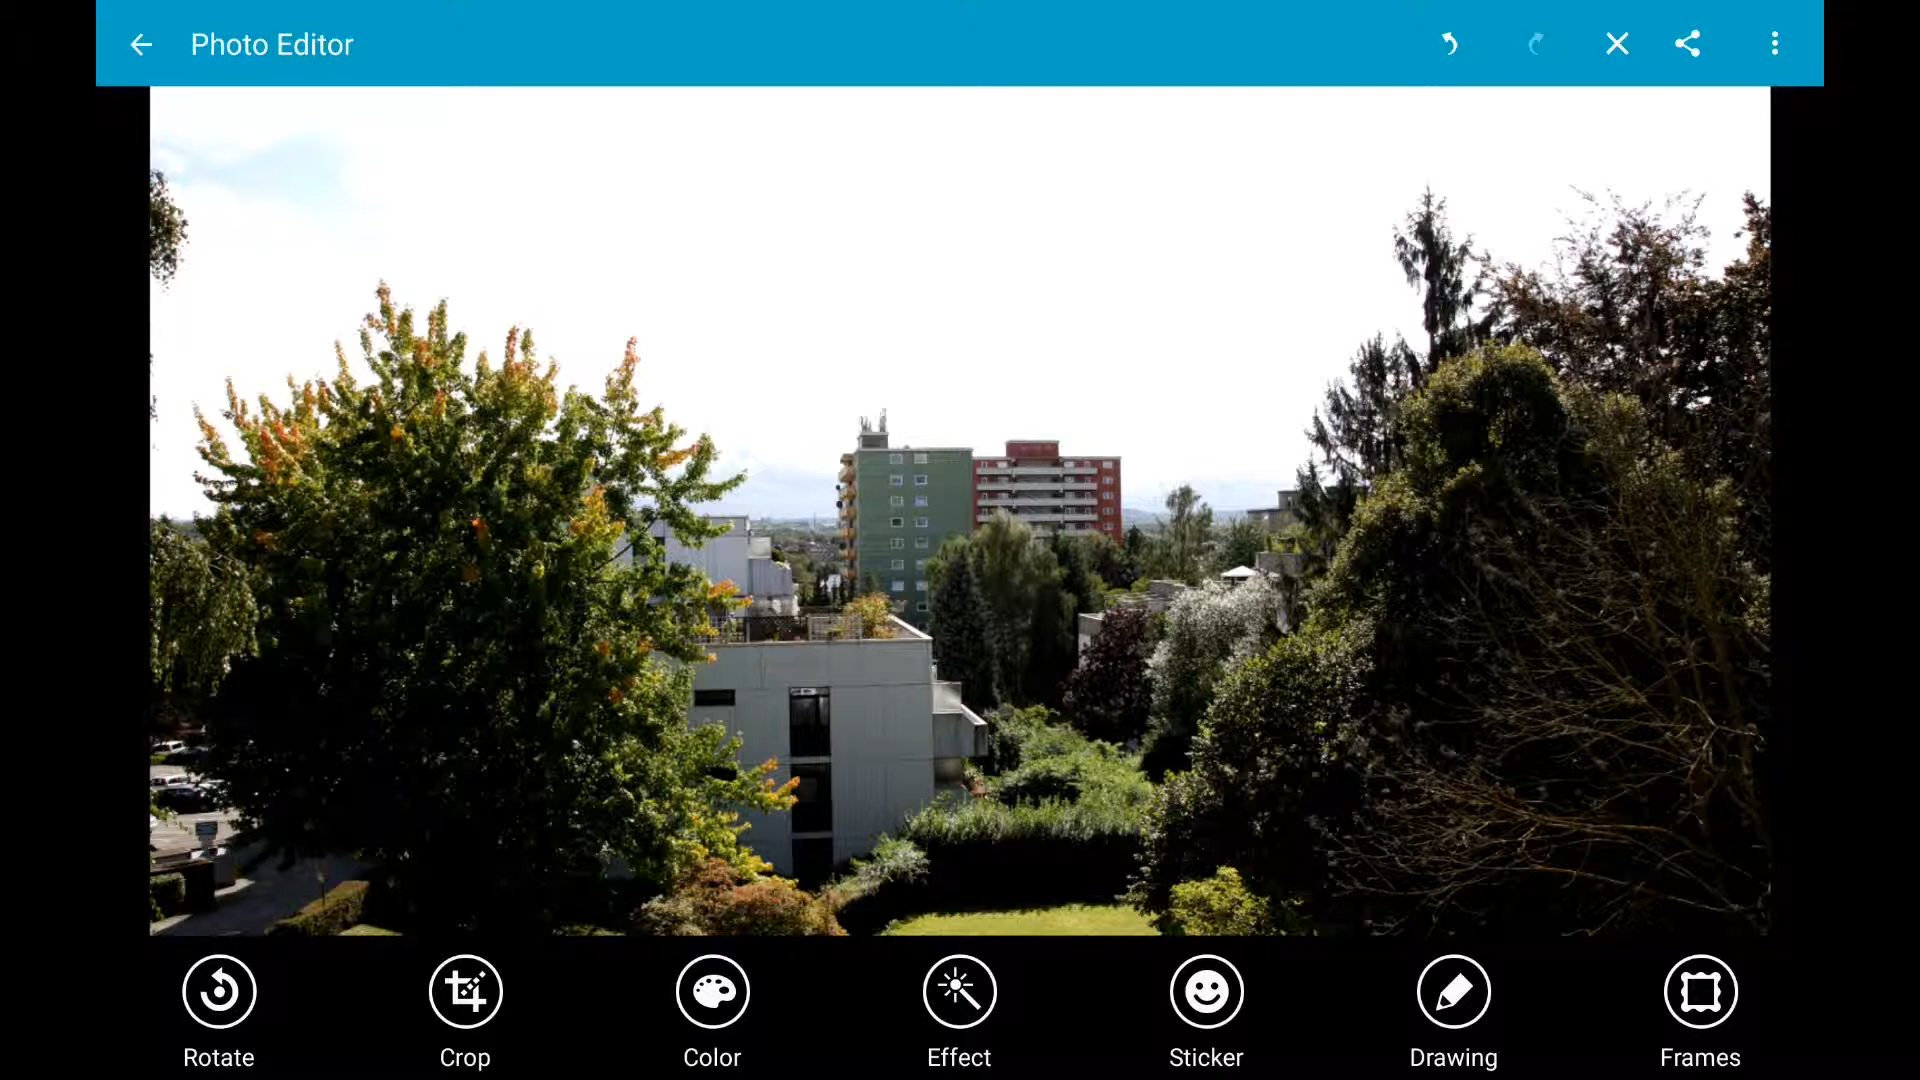 Photo Editor
Rotate
Crop
Color
Effect
Sticker
Drawing
Frames